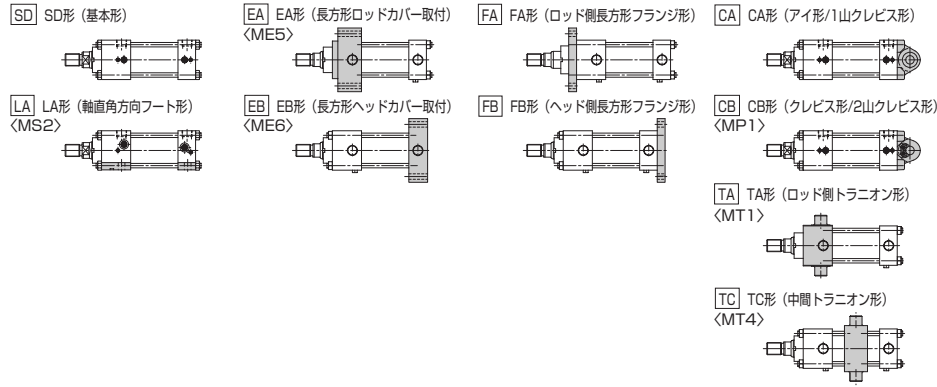 SD SD形（基本形）
EA EA形（長方形ロッドカバー取付）
〈ME5〉
FA FA形（ロッド側長方形フランジ形）
CA CA形（アイ形/1山クレビス形）
LA LA形（軸直角方向フート形）
〈MS2〉
EB EB形（長方形ヘッドカバー取付）
〈ME6〉
FB FB形（ヘッド側長方形フランジ形）
CB CB形（クレビス形/2山クレビス形）
〈MP1〉
TA TA形（ロッド側トラニオン形）
〈MT1〉
TC TC形（中間トラニオン形）
〈MT4〉